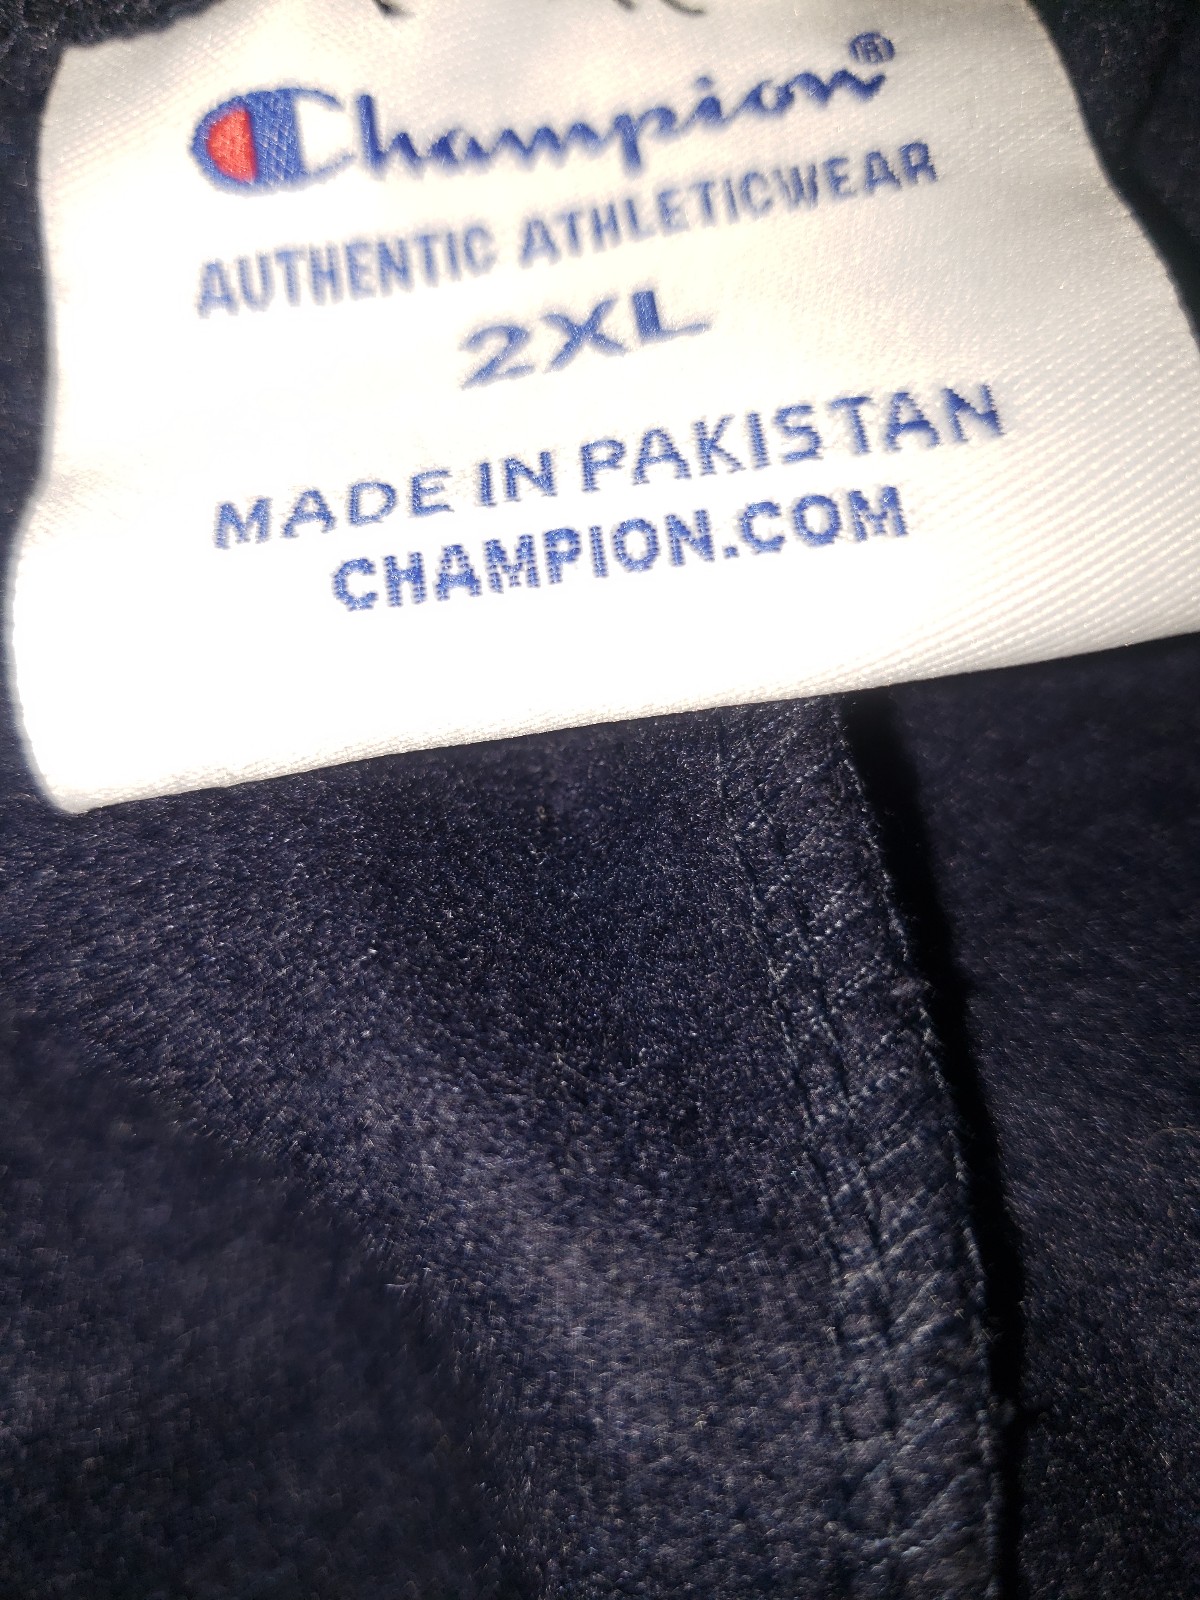 Champion®
AUTHENTIC ATHLETICWEAR
2XL
MADE IN PAKISTAN
CHAMPION.COM